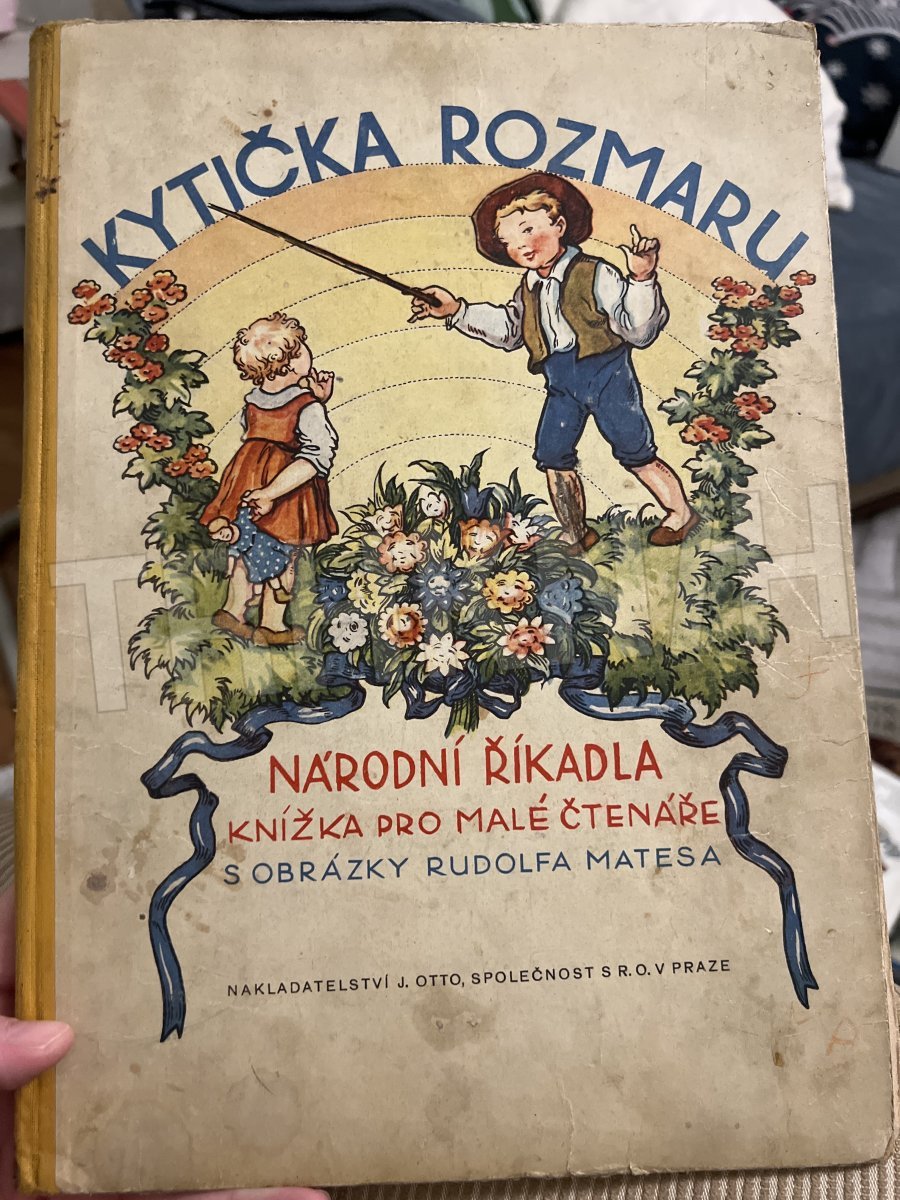 KYTIČKA ROZMARU
NÁRODNÍ ŘÍKADLA
KNÍŽKA PRO MALÉ ČTENÁŘE
S OBRÁZKY RUDOLFA MATESA
NAKLADATELSTVÍ J. OTTO, SPOLEČNOST S R. O. V PRAZE